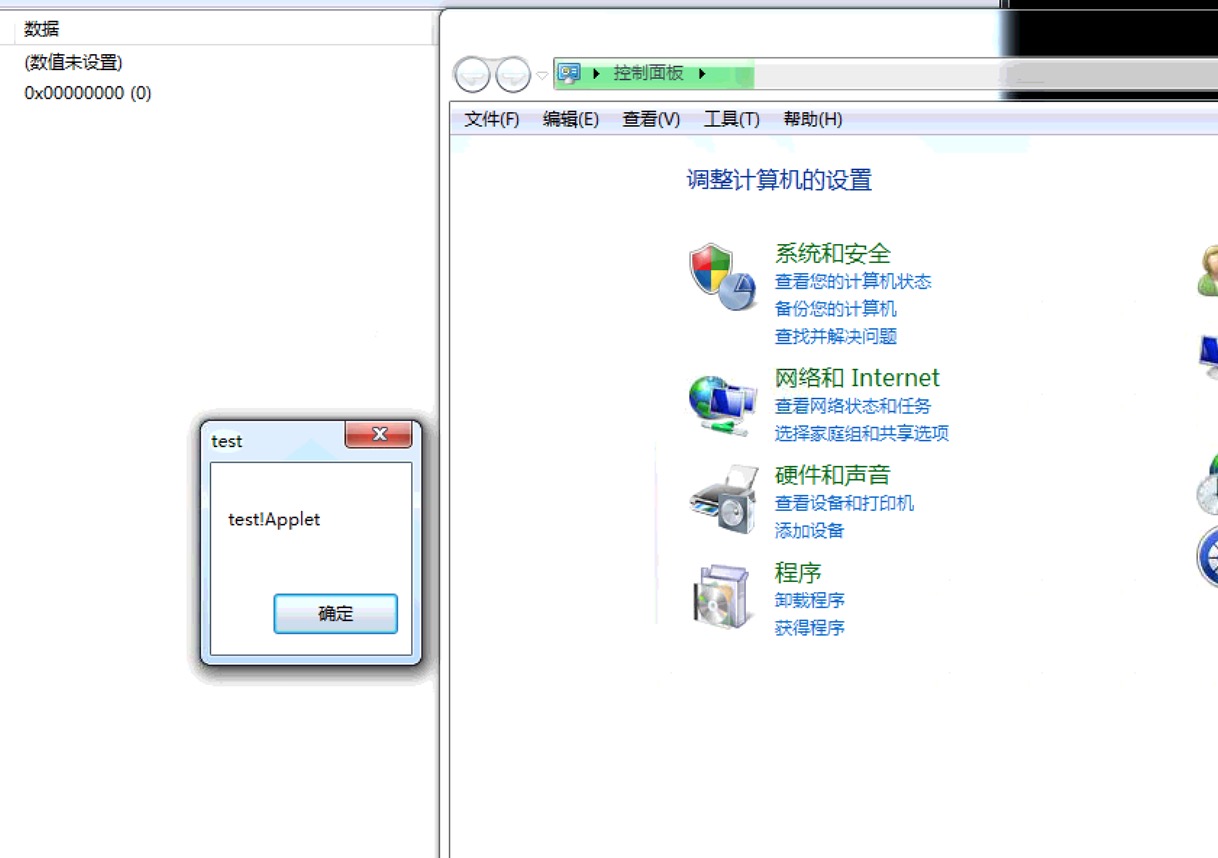 数据
(数值未设置)
0x00000000 (0)
控制面板
文件(F) 编辑(E) 查看(V) 工具(T) 帮助(H)
调整计算机的设置
系统和安全
查看您的计算机状态
备份您的计算机
查找并解决问题
网络和 Internet
查看网络状态和任务
选择家庭组和共享选项
硬件和声音
查看设备和打印机
添加设备
程序
卸载程序
获得程序
test
test!Applet
确定